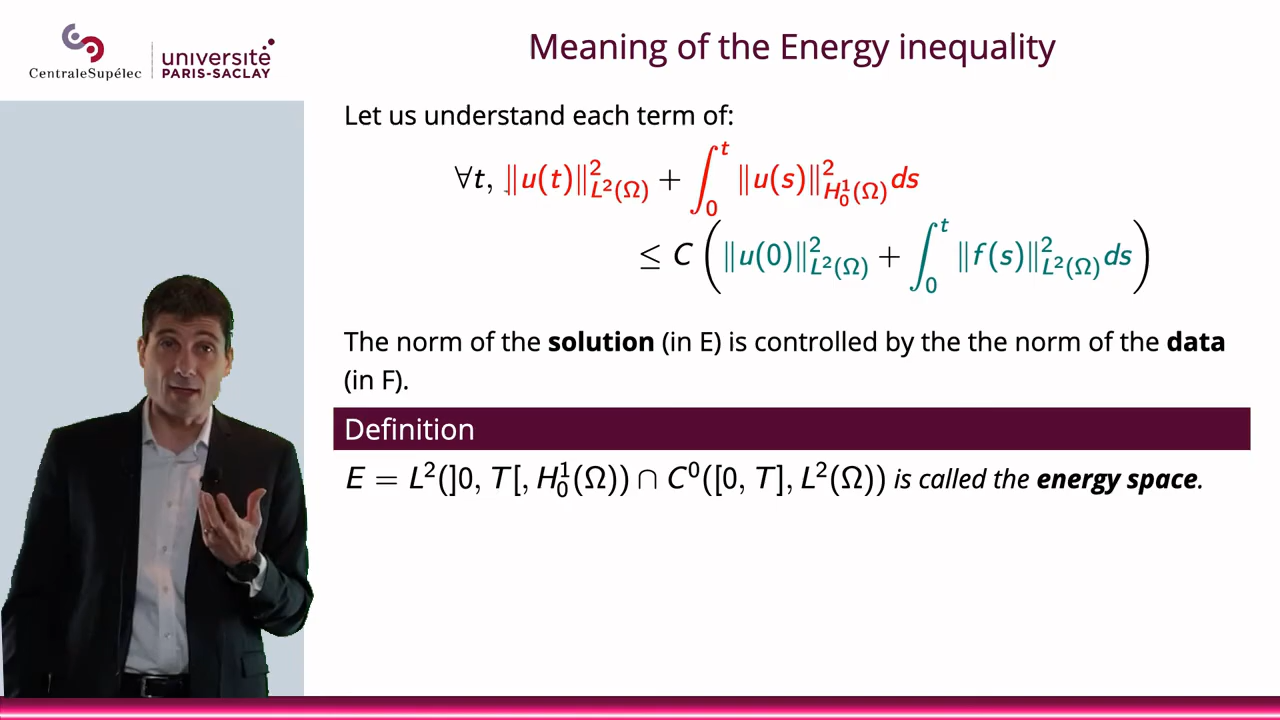 CentraleSupélec
université
PARIS-SACLAY
Meaning of the Energy inequality
Let us understand each term of:
∀t, ‖u(t)‖²_{L²(Ω)} + ∫₀ᵗ ‖u(s)‖²_{H¹₀(Ω)} ds
≤ C ( ‖u(0)‖²_{L²(Ω)} + ∫₀ᵗ ‖f(s)‖²_{L²(Ω)} ds )
The norm of the solution (in E) is controlled by the the norm of the data
(in F).
Definition
E = L²(]0, T[, H¹₀(Ω)) ∩ C⁰([0, T], L²(Ω)) is called the energy space.